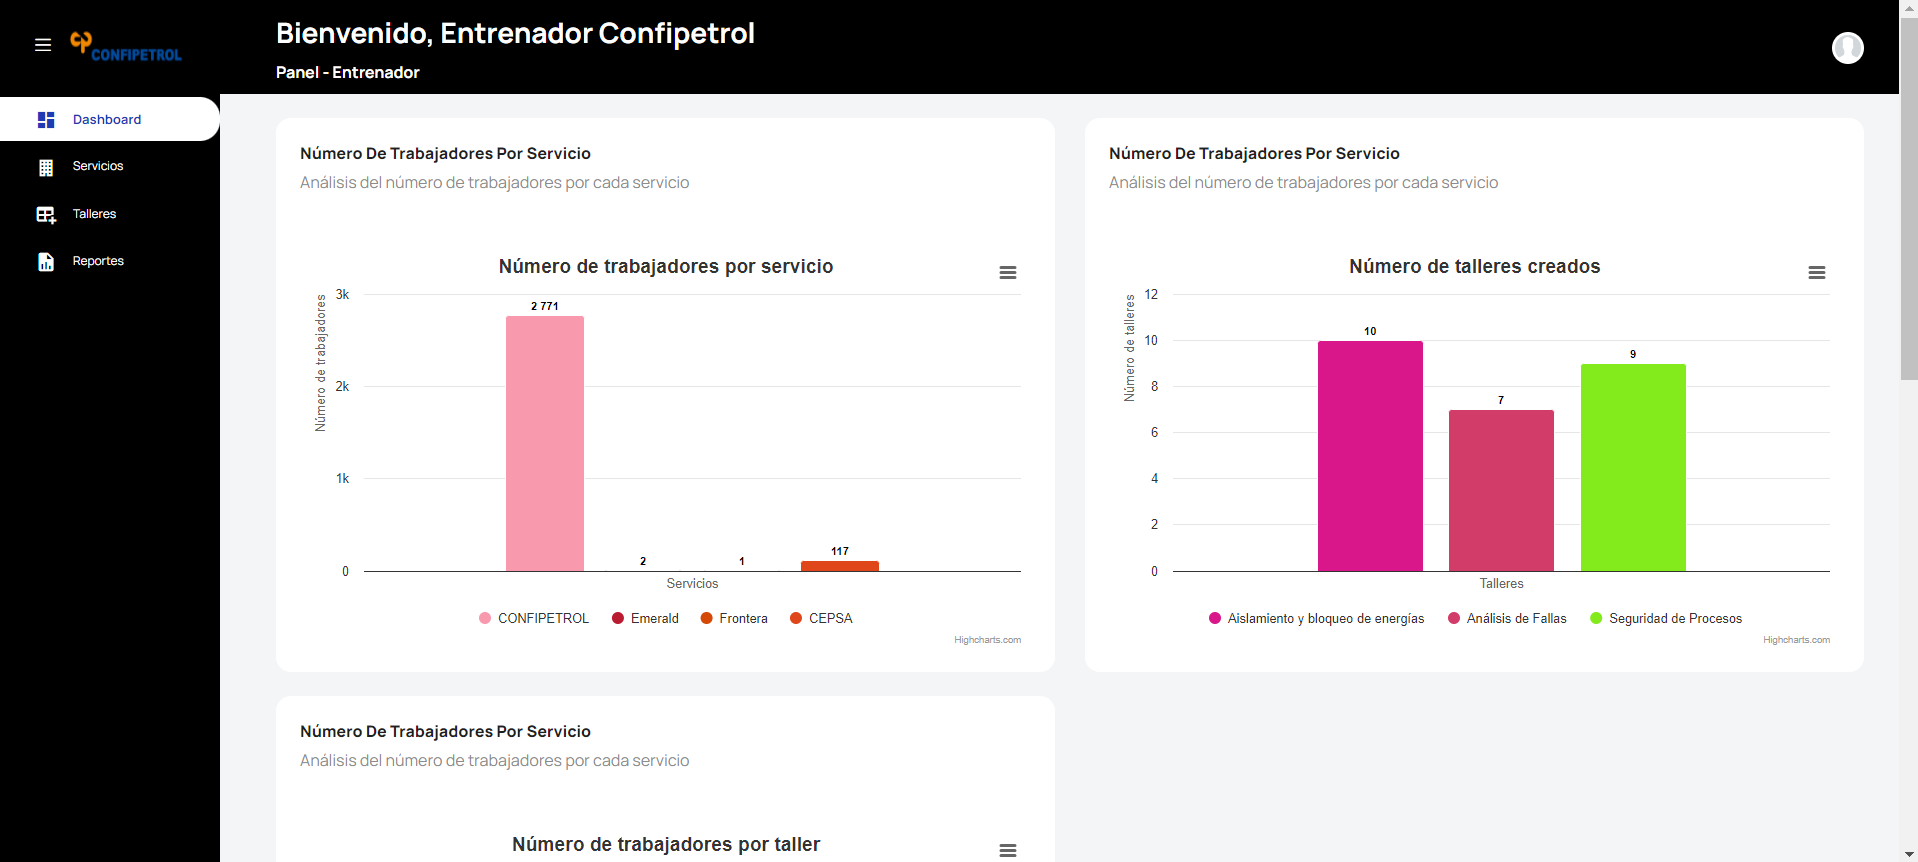 CONFIPETROL
Bienvenido, Entrenador Confipetrol
Panel - Entrenador
Dashboard
Servicios
Talleres
Reportes
Número De Trabajadores Por Servicio
Análisis del número de trabajadores por cada servicio
Número de trabajadores por servicio
Número de trabajadores
3k
2k
1k
0
2 771
2
1
117
Servicios
CONFIPETROL
Emerald
Frontera
CEPSA
Highcharts.com
Número De Trabajadores Por Servicio
Análisis del número de trabajadores por cada servicio
Número de talleres creados
Número de talleres
12
10
8
6
4
2
0
10
7
9
Talleres
Aislamiento y bloqueo de energías
Análisis de Fallas
Seguridad de Procesos
Highcharts.com
Número De Trabajadores Por Servicio
Análisis del número de trabajadores por cada servicio
Número de trabajadores por taller